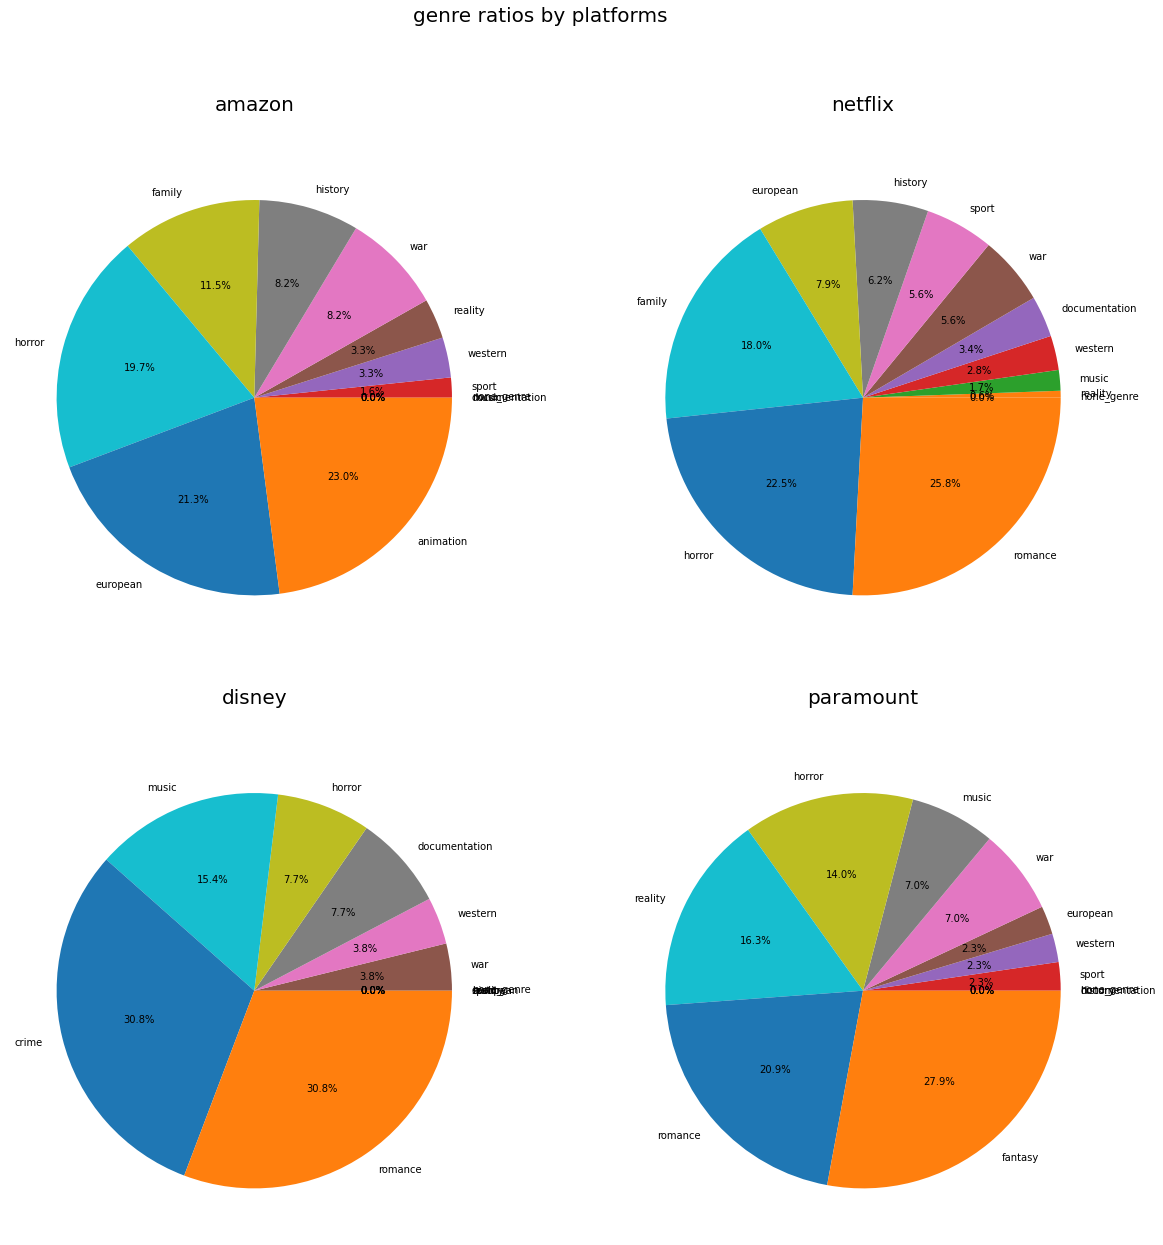 genre ratios by platforms
amazon
family
history
war
reality
western
sport
horror
european
animation
11.5%
8.2%
8.2%
3.3%
3.3%
1.6%
0.0%
19.7%
21.3%
23.0%
netflix
european
history
sport
war
documentation
western
music
reality
none_genre
family
horror
romance
7.9%
6.2%
5.6%
5.6%
3.4%
2.8%
1.7%
0.0%
18.0%
22.5%
25.8%
disney
music
horror
documentation
western
war
crime
romance
15.4%
7.7%
7.7%
3.8%
3.8%
0.0%
30.8%
30.8%
paramount
horror
music
war
european
western
sport
reality
romance
fantasy
14.0%
7.0%
7.0%
2.3%
2.3%
2.3%
0.0%
16.3%
20.9%
27.9%